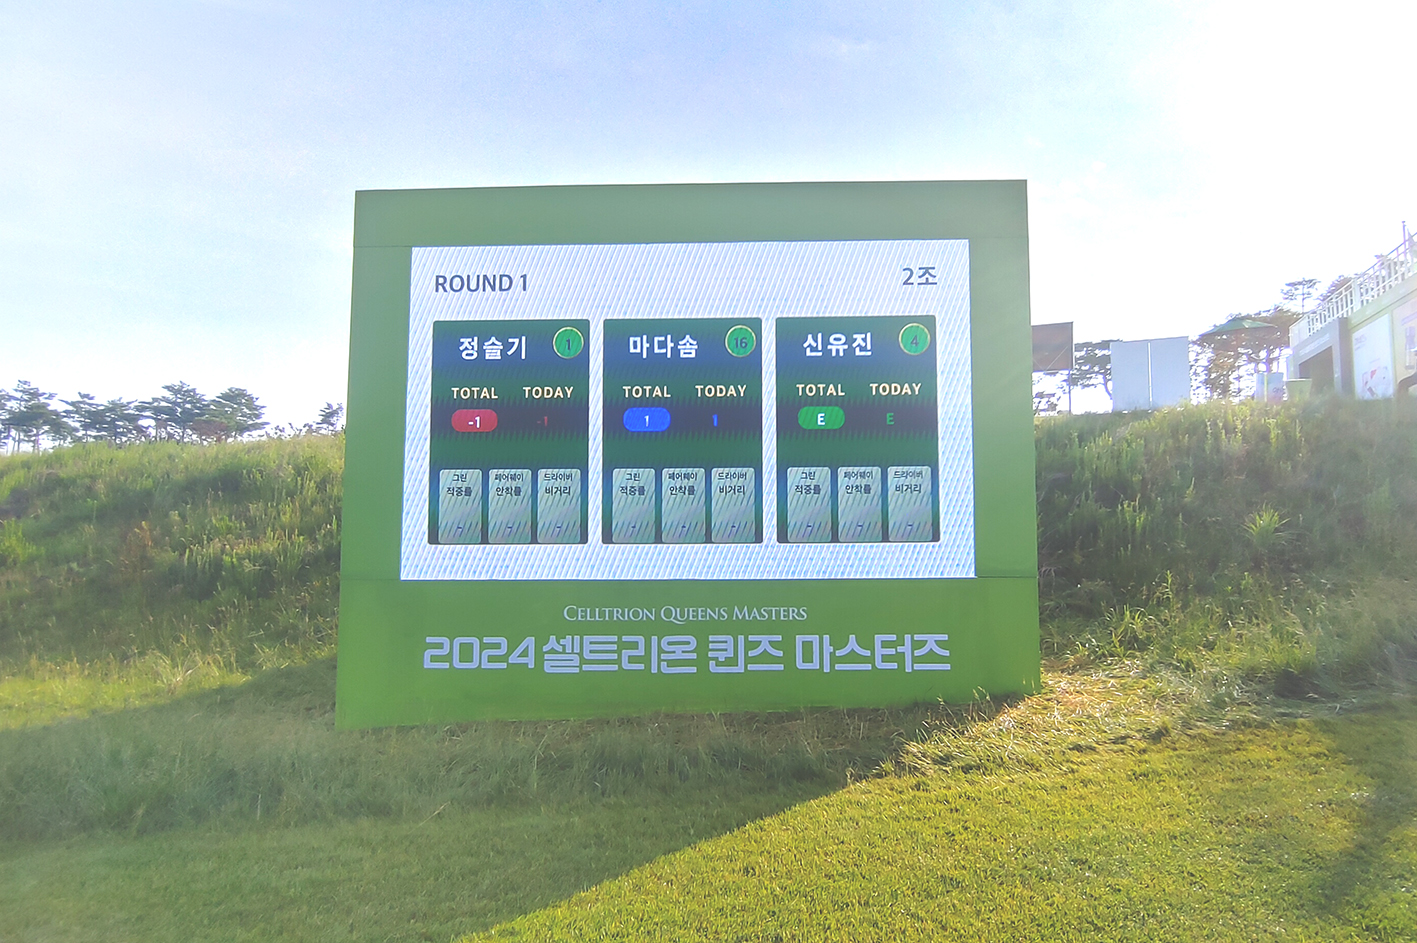 ROUND 1 2조
정슬기 1
TOTAL TODAY
-1 -1
그린 적중률 -
페어웨이 안착률 -
드라이버 비거리 -
마다솜 16
TOTAL TODAY
1 1
그린 적중률 -
페어웨이 안착률 -
드라이버 비거리 -
신유진 4
TOTAL TODAY
E E
그린 적중률 -
페어웨이 안착률 -
드라이버 비거리 -
CELLTRION QUEENS MASTERS
2024 셀트리온 퀸즈 마스터즈